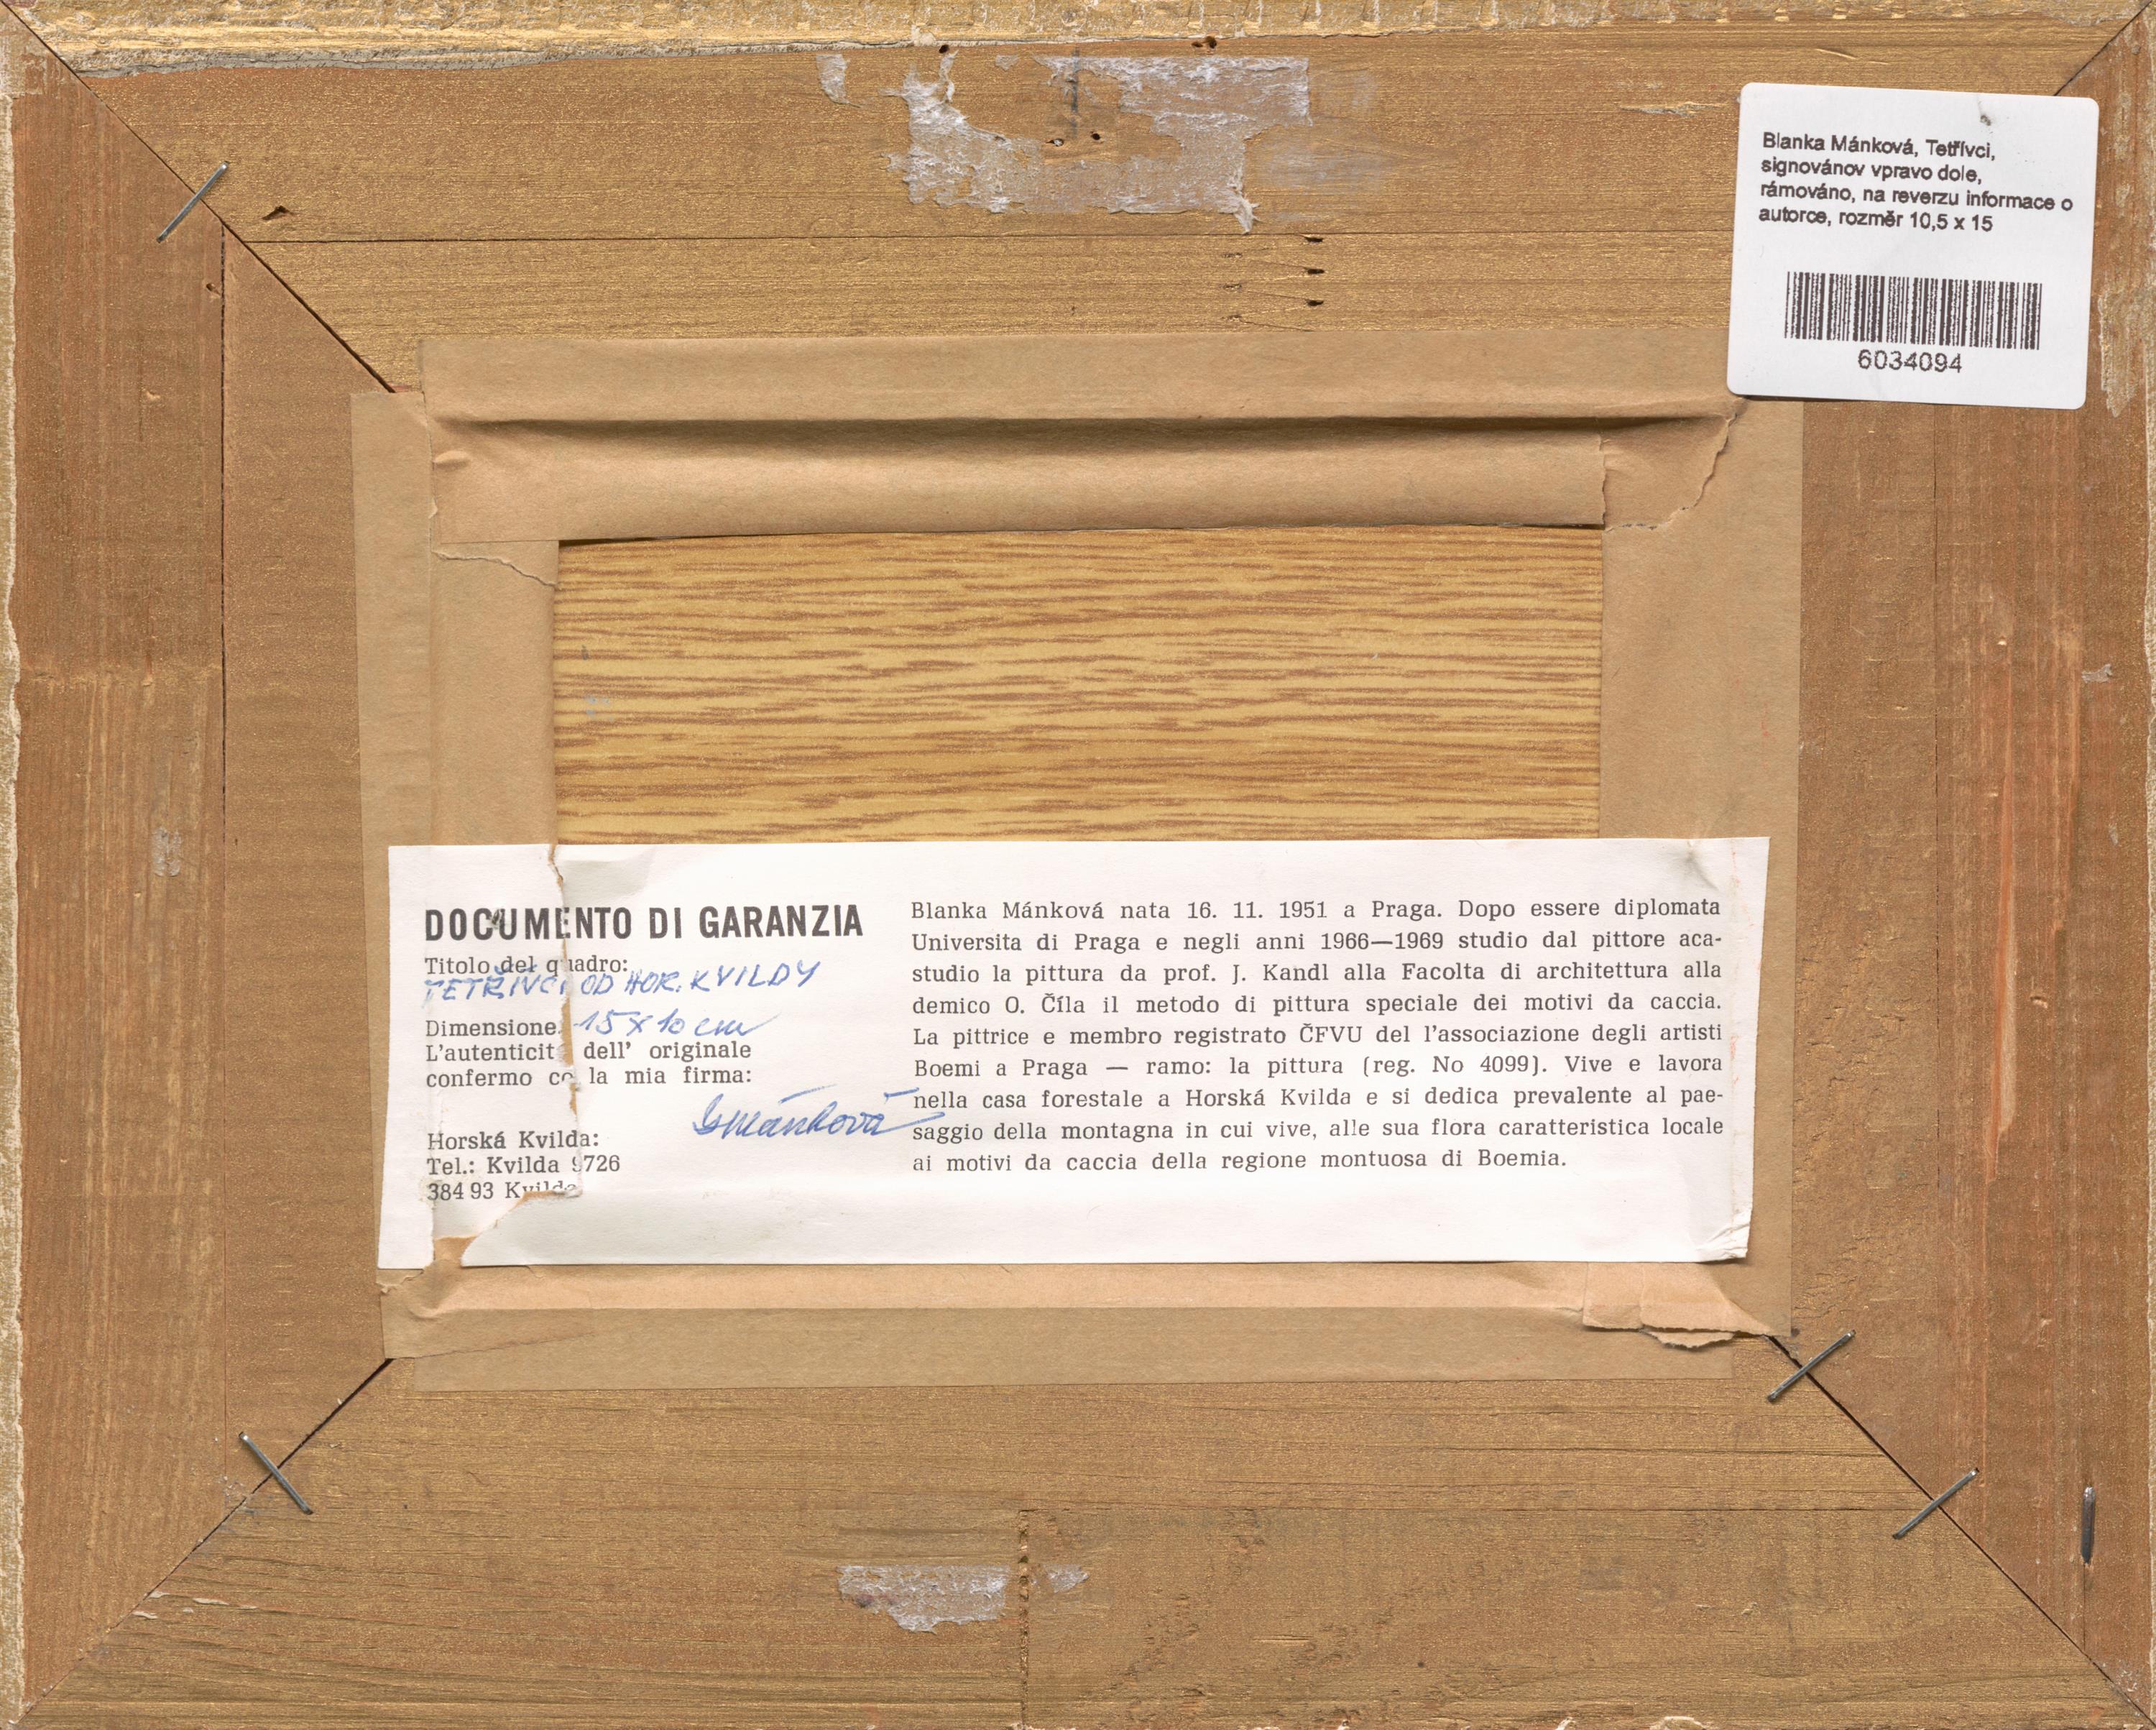 Blanka Mánková, Tetřívci,
signovánov vpravo dole,
rámováno, na reverzu informace o
autorce, rozměr 10,5 x 15
6034094
DOCUMENTO DI GARANZIA
Titolo del quadro:
TETŘÍVCI OD HOR. KVILDY
Dimensione: 15 x 10 cm
L'autenticit dell' originale
confermo co la mia firma:
BMánková
Horská Kvilda:
Tel.: Kvilda 9726
384 93 Kvilda
Blanka Mánková nata 16. 11. 1951 a Praga. Dopo essere diplomata
Universita di Praga e negli anni 1966—1969 studio dal pittore aca-
studio la pittura da prof. J. Kandl alla Facolta di architettura alla
demico O. Číla il metodo di pittura speciale dei motivi da caccia.
La pittrice e membro registrato ČFVU del l'associazione degli artisti
Boemi a Praga — ramo: la pittura (reg. No 4099). Vive e lavora
nella casa forestale a Horská Kvilda e si dedica prevalente al pae-
saggio della montagna in cui vive, alle sua flora caratteristica locale
ai motivi da caccia della regione montuosa di Boemia.